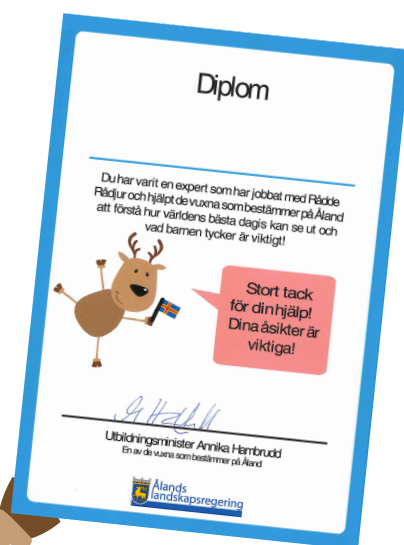 Diplom
Du har varit en expert som har jobbat med Rådde
Rådjur och hjälpt de vuxna som bestämmer på Åland
att förstå hur världens bästa dagis kan se ut och
vad barnen tycker är viktigt!
Stort tack
för din hjälp!
Dina åsikter är
viktiga!
Utbildningsminister Annika Hambrudd
En av de vuxna som bestämmer på Åland
Ålands
landskapsregering